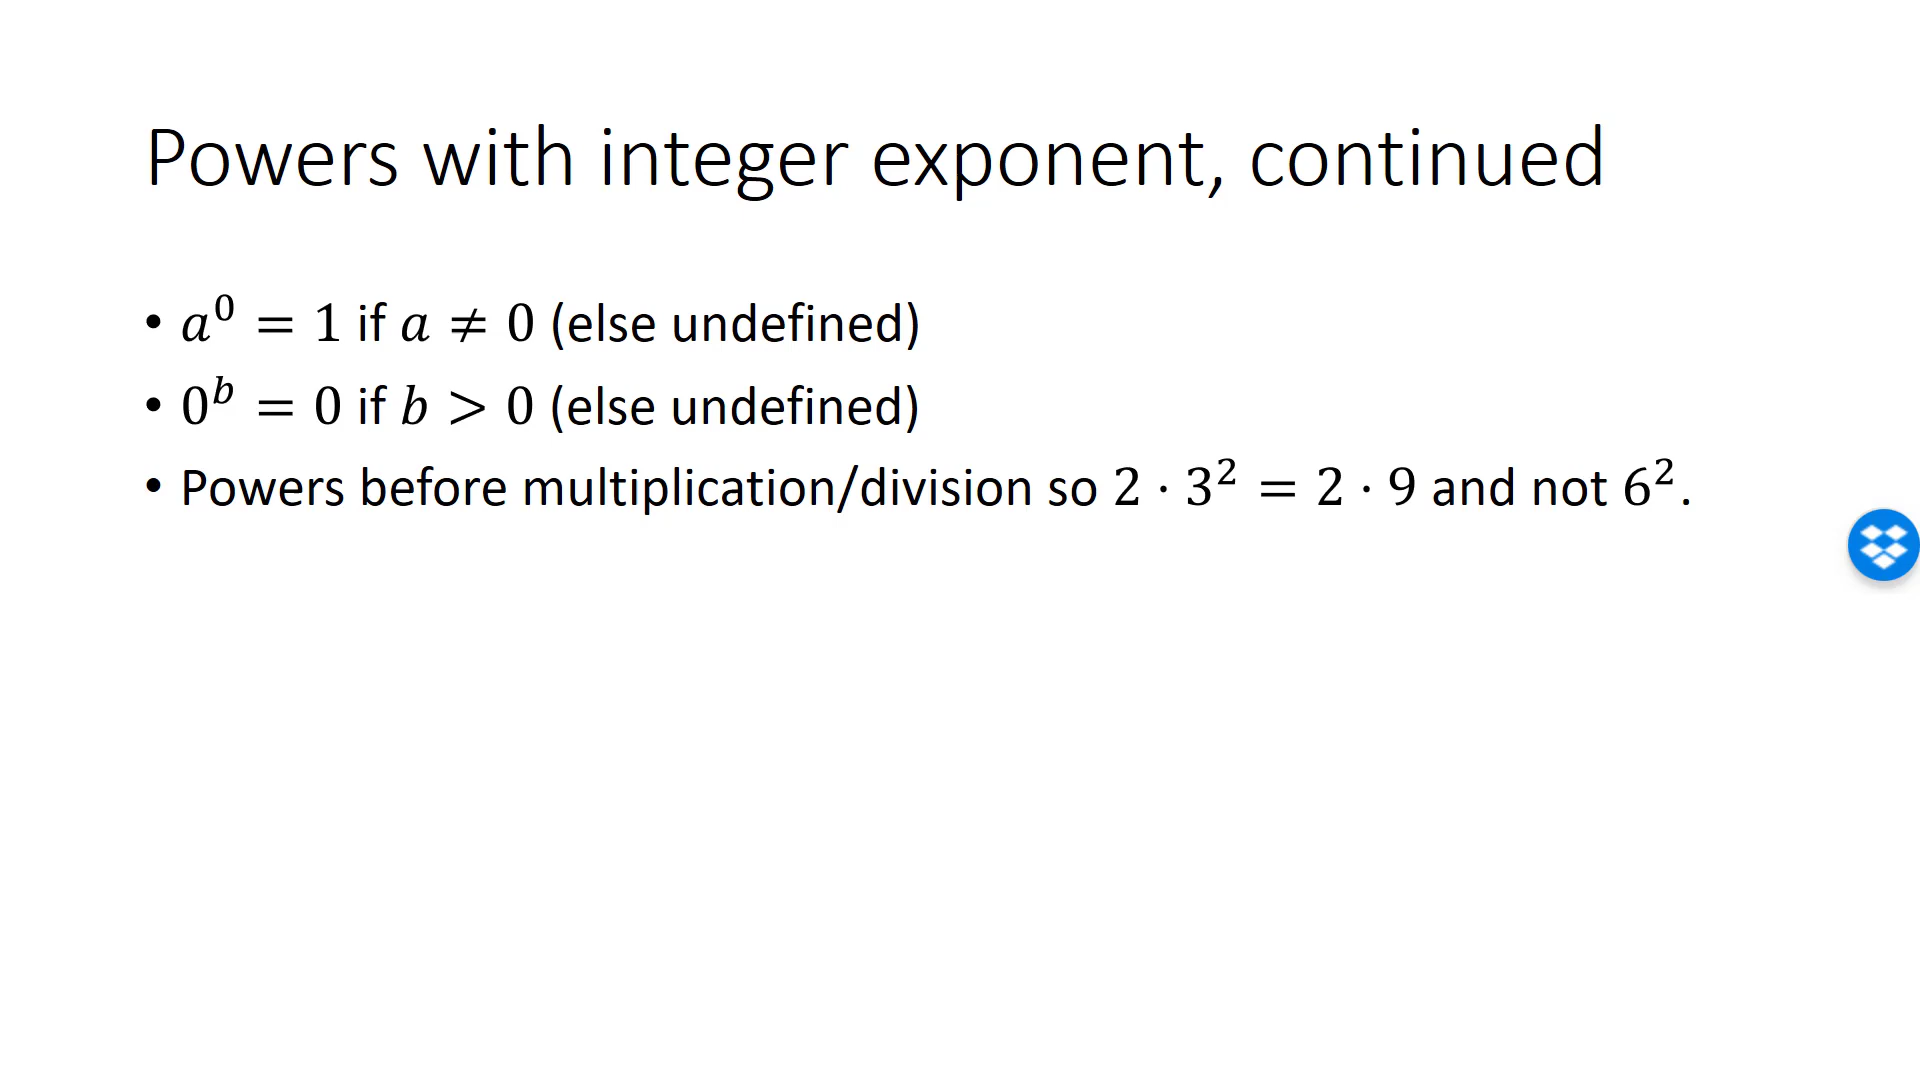 Powers with integer exponent, continued
• a⁰ = 1 if a ≠ 0 (else undefined)
• 0ᵇ = 0 if b > 0 (else undefined)
• Powers before multiplication/division so 2 · 3² = 2 · 9 and not 6².